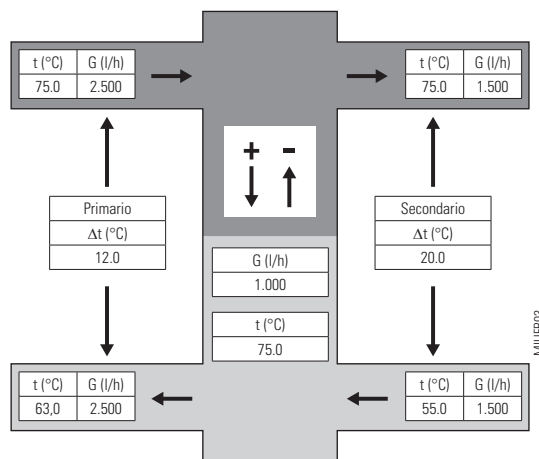 t (°C) G (l/h)
75.0 2.500
t (°C) G (l/h)
75.0 1.500
+ -
Primario
Δt (°C)
12.0
Secondario
Δt (°C)
20.0
G (l/h)
1.000
t (°C)
75.0
t (°C) G (l/h)
63,0 2.500
t (°C) G (l/h)
55.0 1.500